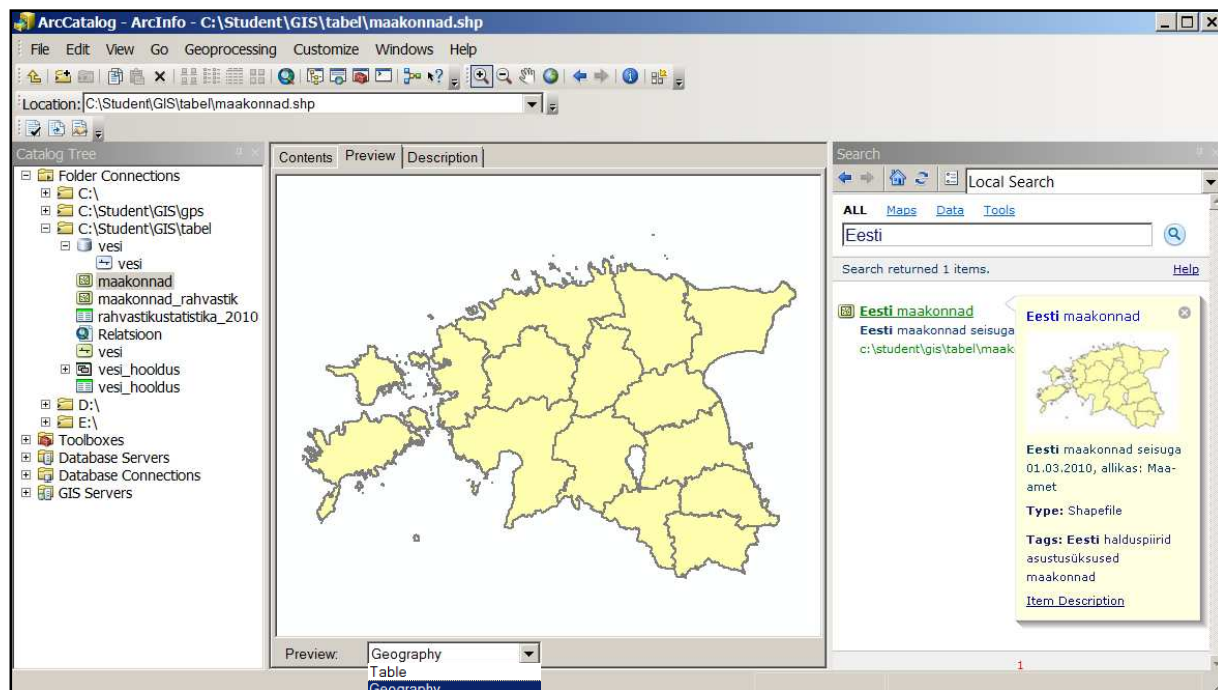 ArcCatalog - ArcInfo - C:\Student\GIS\tabel\maakonnad.shp
File Edit View Go Geoprocessing Customize Windows Help
Location: C:\Student\GIS\tabel\maakonnad.shp
Catalog Tree
Folder Connections
C:\
C:\Student\GIS\gps
C:\Student\GIS\tabel
vesi
vesi
maakonnad
maakonnad_rahvastik
rahvastikustatistika_2010
Relatsioon
vesi
vesi_hooldus
vesi_hooldus
D:\
E:\
Toolboxes
Database Servers
Database Connections
GIS Servers
Contents Preview Description
Preview: Geography
Table
Geography
Search
Local Search
ALL Maps Data Tools
Eesti
Search returned 1 items. Help
Eesti maakonnad
Eesti maakonnad seisuga
c:\student\gis\tabel\maak
Eesti maakonnad
Eesti maakonnad seisuga
01.03.2010, allikas: Maa-
amet
Type: Shapefile
Tags: Eesti halduspiirid
asustusüksused
maakonnad
Item Description
1